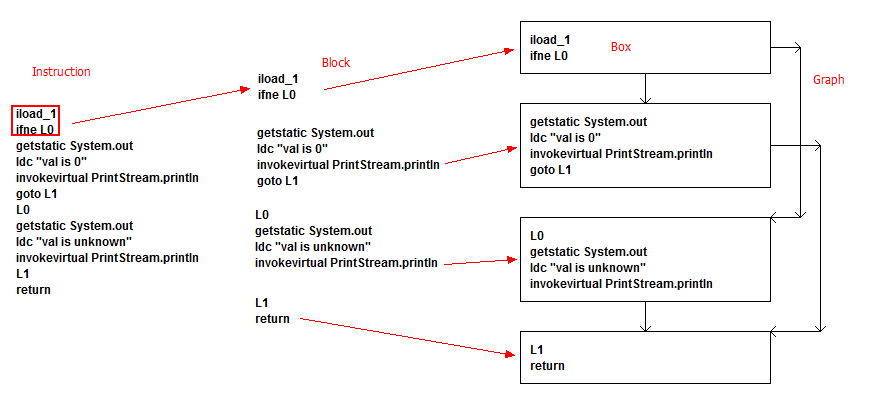 Instruction
iload_1
ifne L0
getstatic System.out
ldc "val is 0"
invokevirtual PrintStream.println
goto L1
L0
getstatic System.out
ldc "val is unknown"
invokevirtual PrintStream.println
L1
return
Block
iload_1
ifne L0
getstatic System.out
ldc "val is 0"
invokevirtual PrintStream.println
goto L1
L0
getstatic System.out
ldc "val is unknown"
invokevirtual PrintStream.println
L1
return
Box
iload_1
ifne L0
getstatic System.out
ldc "val is 0"
invokevirtual PrintStream.println
goto L1
L0
getstatic System.out
ldc "val is unknown"
invokevirtual PrintStream.println
L1
return
Graph